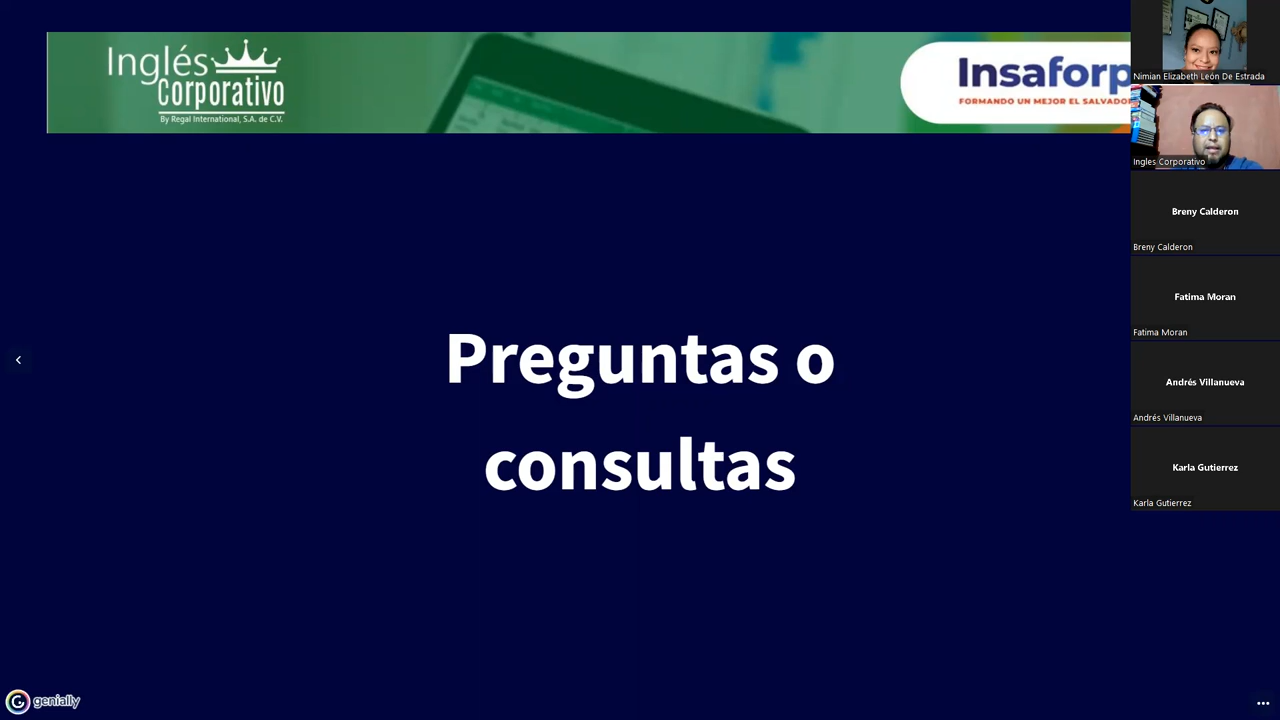 Inglés
Corporativo
By Regal International, S.A. de C.V.
Insaforp
FORMANDO UN MEJOR EL SALVADOR
Preguntas o
consultas
Nimian Elizabeth León De Estrada
Ingles Corporativo
Breny Calderon
Breny Calderon
Fatima Moran
Fatima Moran
Andrés Villanueva
Andrés Villanueva
Karla Gutierrez
Karla Gutierrez
genially